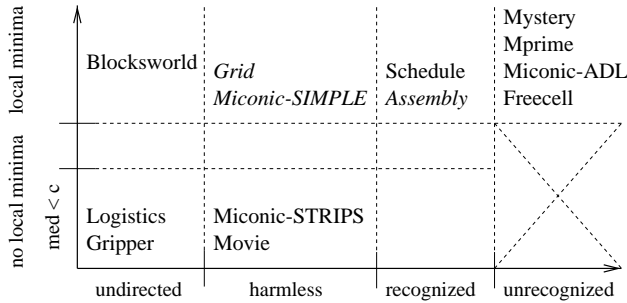 local minima
no local minima
med < c
Blocksworld
Grid
Miconic-SIMPLE
Schedule
Assembly
Mystery
Mprime
Miconic-ADL
Freecell
Logistics
Gripper
Miconic-STRIPS
Movie
undirected
harmless
recognized
unrecognized